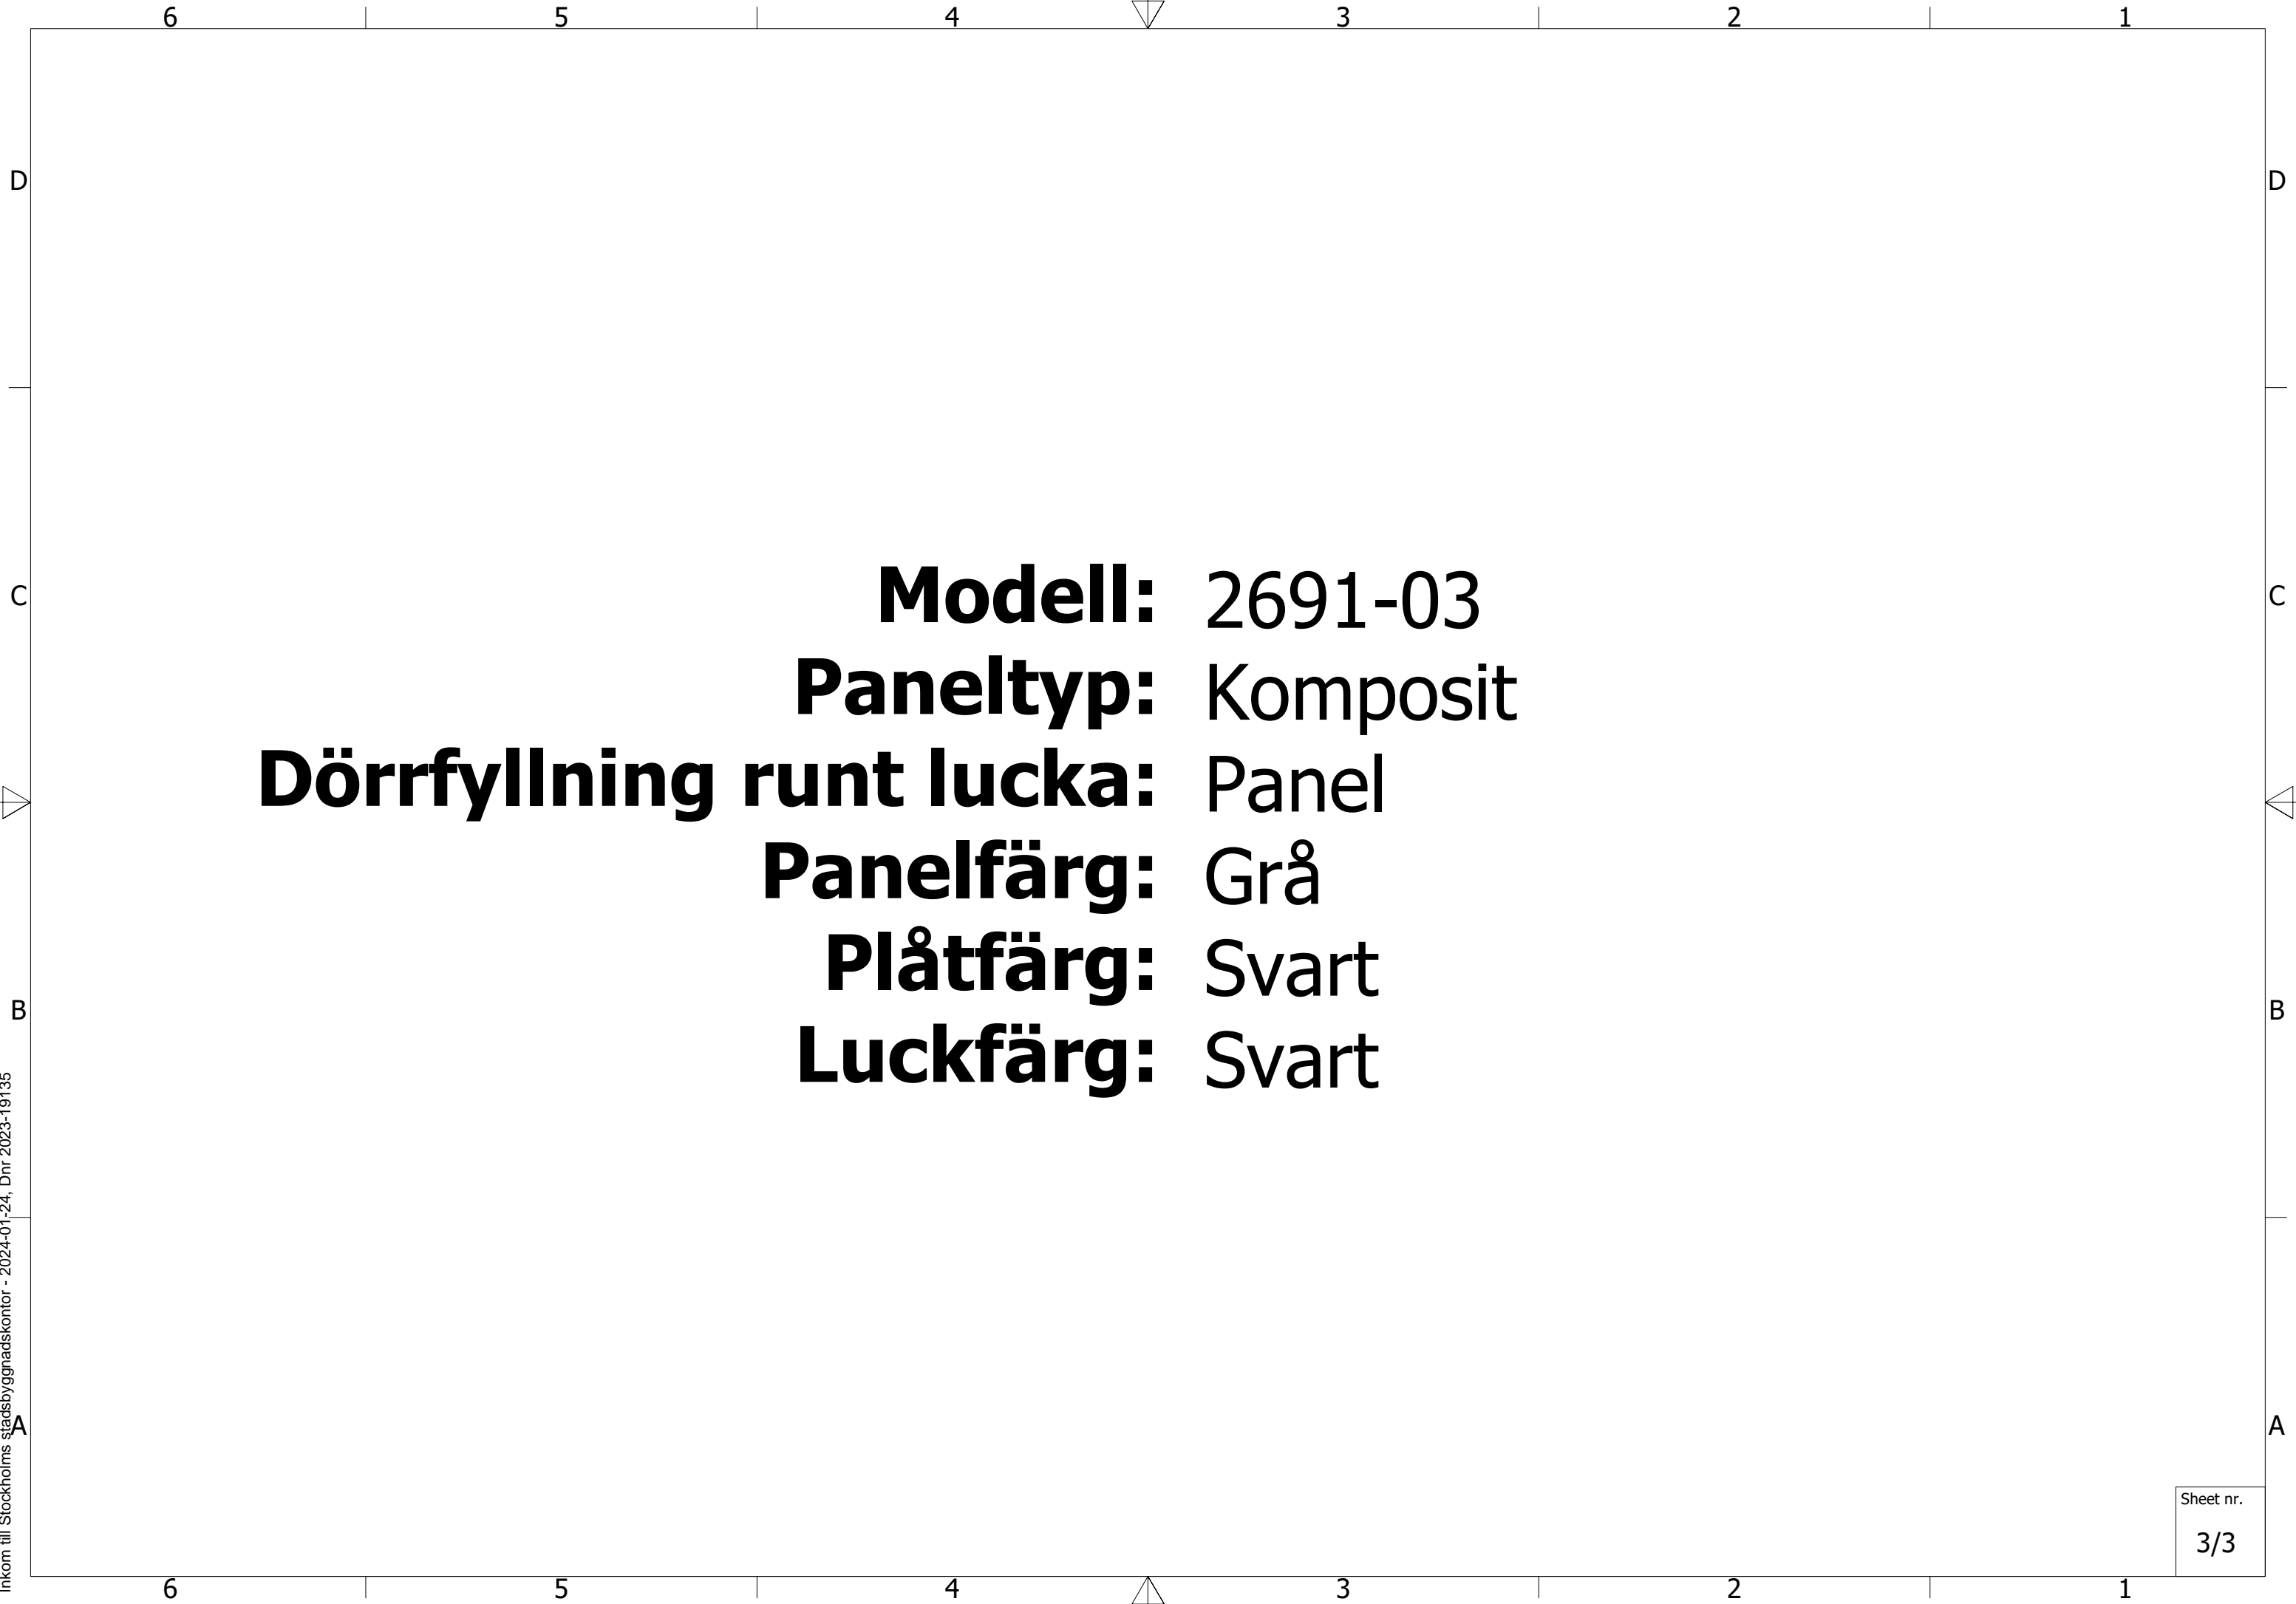 6 5 4 3 2 1
D D
C C
Modell: 2691-03
Paneltyp: Komposit
Dörrfyllning runt lucka: Panel
Panelfärg: Grå
Plåtfärg: Svart
Luckfärg: Svart
B B
A A
Inkom till Stockholms stadsbyggnadskontor - 2024-01-24, Dnr 2023-19135
Sheet nr.
3/3
6 5 4 3 2 1